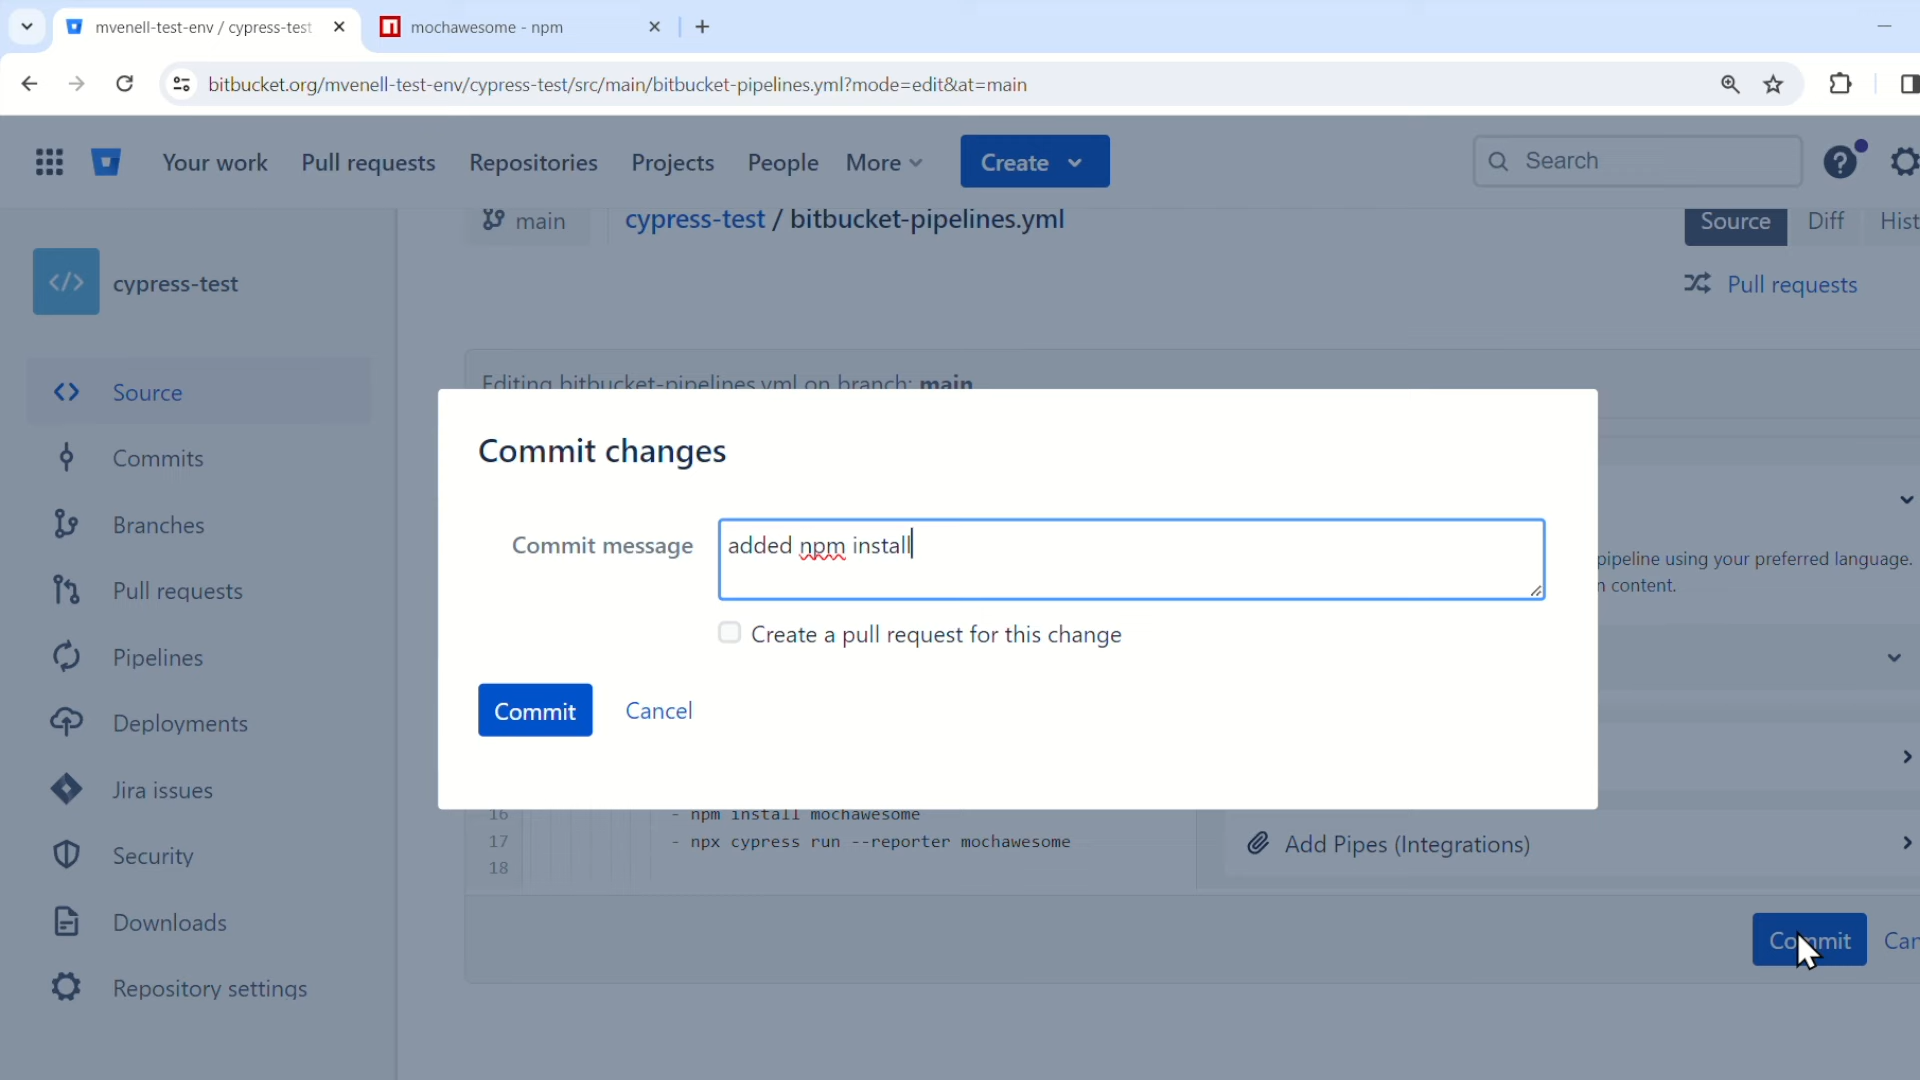 mvenell-test-env / cypress-test
mochawesome - npm
bitbucket.org/mvenell-test-env/cypress-test/src/main/bitbucket-pipelines.yml?mode=edit&at=main
Your work
Pull requests
Repositories
Projects
People
More
Create
Search
main
cypress-test / bitbucket-pipelines.yml
Source
Diff
Hist
cypress-test
Pull requests
Editing bitbucket-pipelines.yml on branch: main
Source
Commits
Branches
Pull requests
Pipelines
Deployments
Jira issues
Security
Downloads
Repository settings
Commit changes
Commit message
added npm install
Create a pull request for this change
Commit
Cancel
pipeline using your preferred language.
n content.
16 - npm install mochawesome
17 - npx cypress run --reporter mochawesome
18
Add Pipes (Integrations)
Commit
Can